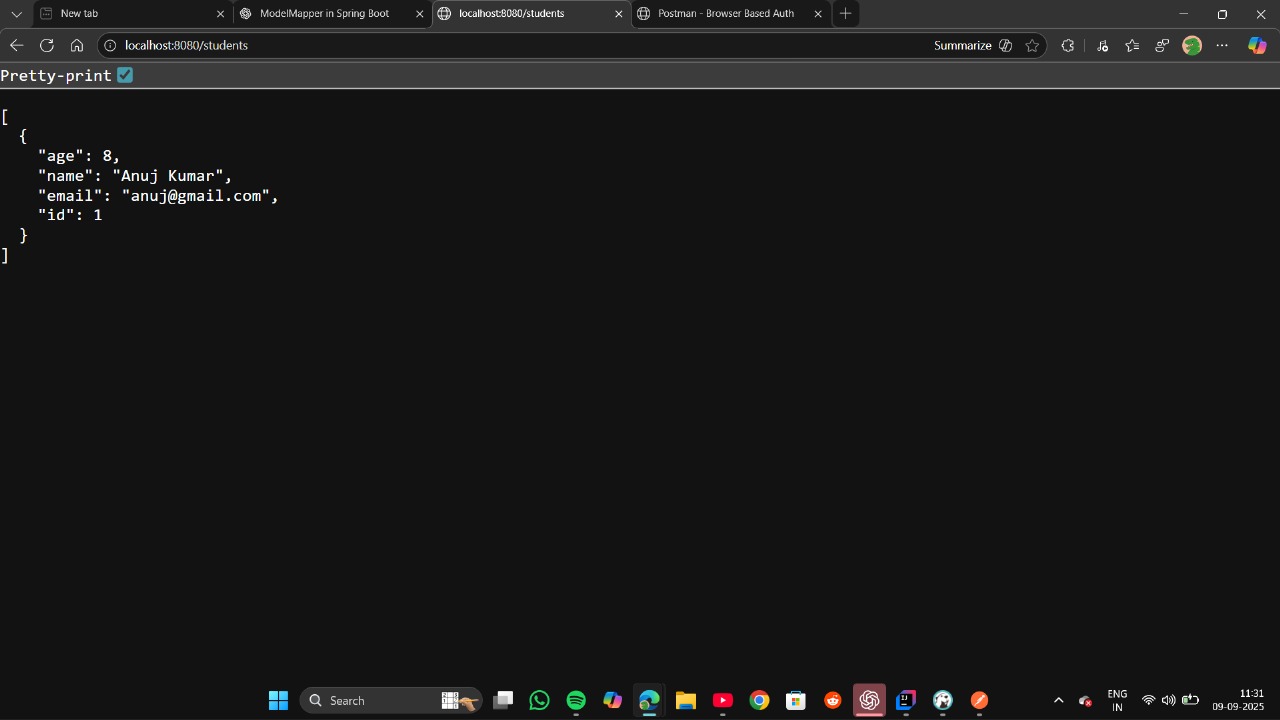 New tab
ModelMapper in Spring Boot
localhost:8080/students
Postman - Browser Based Auth
localhost:8080/students
Summarize
Pretty-print
[
{
"age": 8,
"name": "Anuj Kumar",
"email": "anuj@gmail.com",
"id": 1
}
]
Search
ENG
IN
11:31
09-09-2025